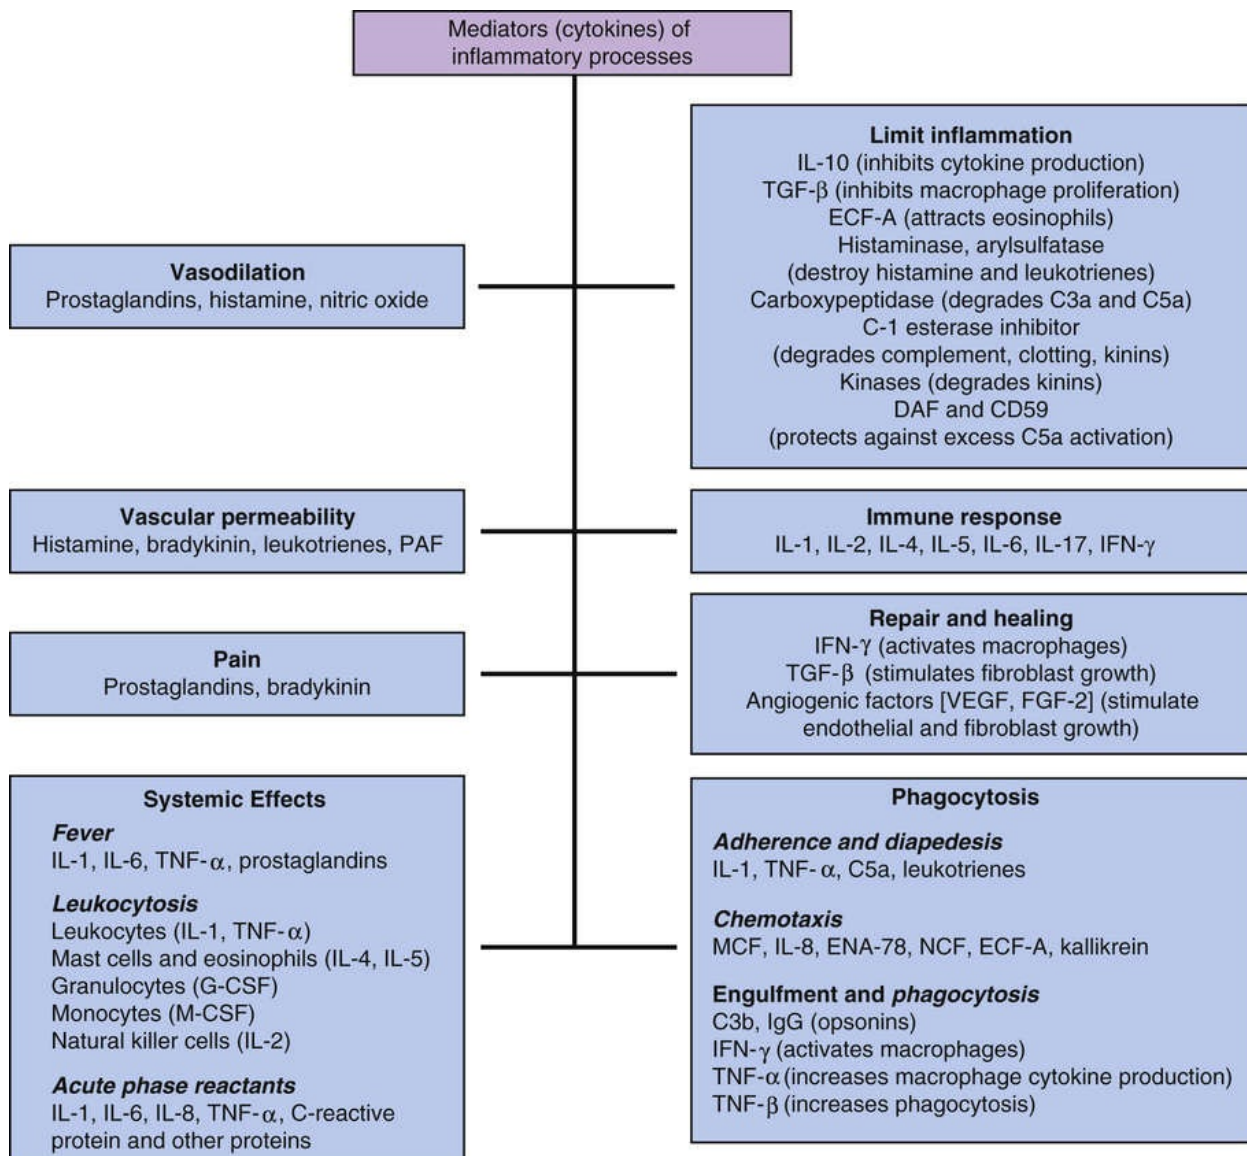 Mediators (cytokines) of
inflammatory processes
Limit inflammation
IL-10 (inhibits cytokine production)
TGF-β (inhibits macrophage proliferation)
ECF-A (attracts eosinophils)
Histaminase, arylsulfatase
(destroy histamine and leukotrienes)
Carboxypeptidase (degrades C3a and C5a)
C-1 esterase inhibitor
(degrades complement, clotting, kinins)
Kinases (degrades kinins)
DAF and CD59
(protects against excess C5a activation)
Vasodilation
Prostaglandins, histamine, nitric oxide
Vascular permeability
Histamine, bradykinin, leukotrienes, PAF
Immune response
IL-1, IL-2, IL-4, IL-5, IL-6, IL-17, IFN-γ
Pain
Prostaglandins, bradykinin
Repair and healing
IFN-γ (activates macrophages)
TGF-β (stimulates fibroblast growth)
Angiogenic factors [VEGF, FGF-2] (stimulate
endothelial and fibroblast growth)
Systemic Effects
Fever
IL-1, IL-6, TNF-α, prostaglandins
Leukocytosis
Leukocytes (IL-1, TNF-α)
Mast cells and eosinophils (IL-4, IL-5)
Granulocytes (G-CSF)
Monocytes (M-CSF)
Natural killer cells (IL-2)
Acute phase reactants
IL-1, IL-6, IL-8, TNF-α, C-reactive
protein and other proteins
Phagocytosis
Adherence and diapedesis
IL-1, TNF-α, C5a, leukotrienes
Chemotaxis
MCF, IL-8, ENA-78, NCF, ECF-A, kallikrein
Engulfment and phagocytosis
C3b, IgG (opsonins)
IFN-γ (activates macrophages)
TNF-α (increases macrophage cytokine production)
TNF-β (increases phagocytosis)